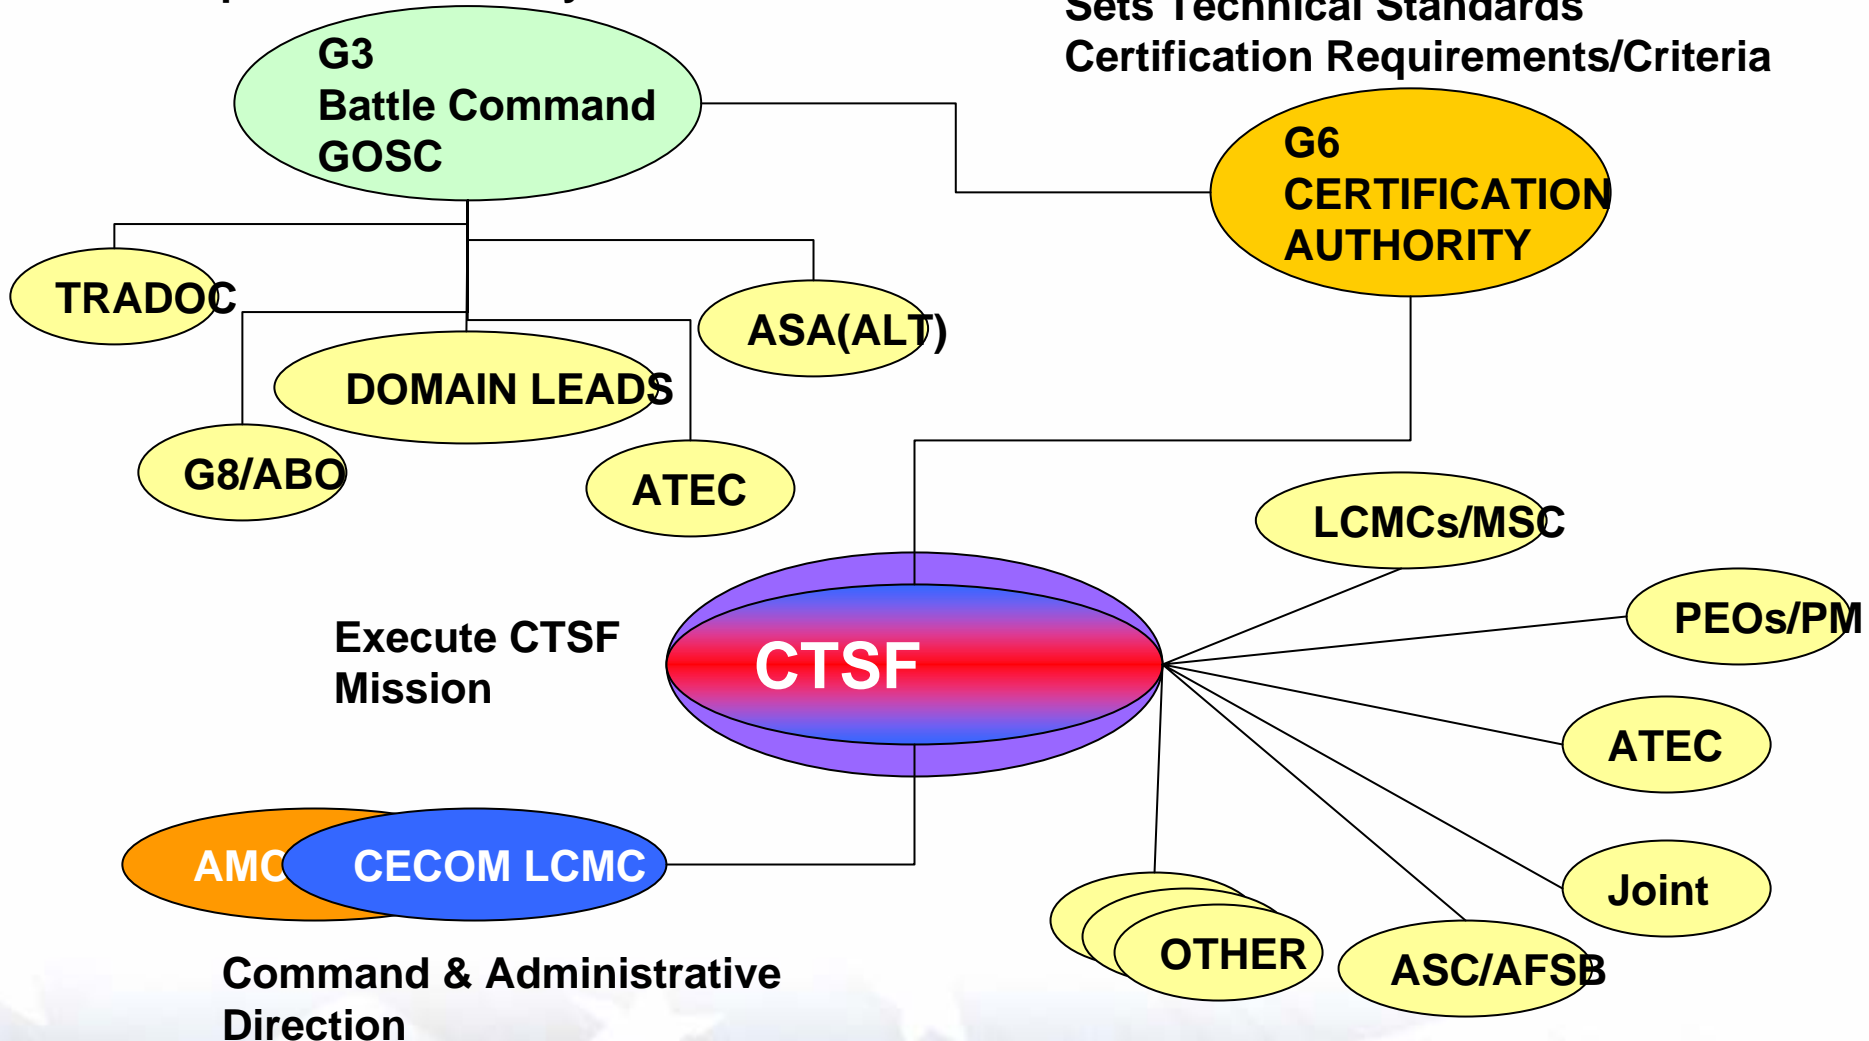 Sets Technical Standards
Certification Requirements/Criteria
G3
Battle Command
GOSC
G6
CERTIFICATION
AUTHORITY
TRADOC
ASA(ALT)
DOMAIN LEADS
G8/ABO
ATEC
LCMCs/MSC
PEOs/PM
Execute CTSF
Mission
CTSF
ATEC
AMC
CECOM LCMC
Joint
OTHER
ASC/AFSB
Command & Administrative
Direction